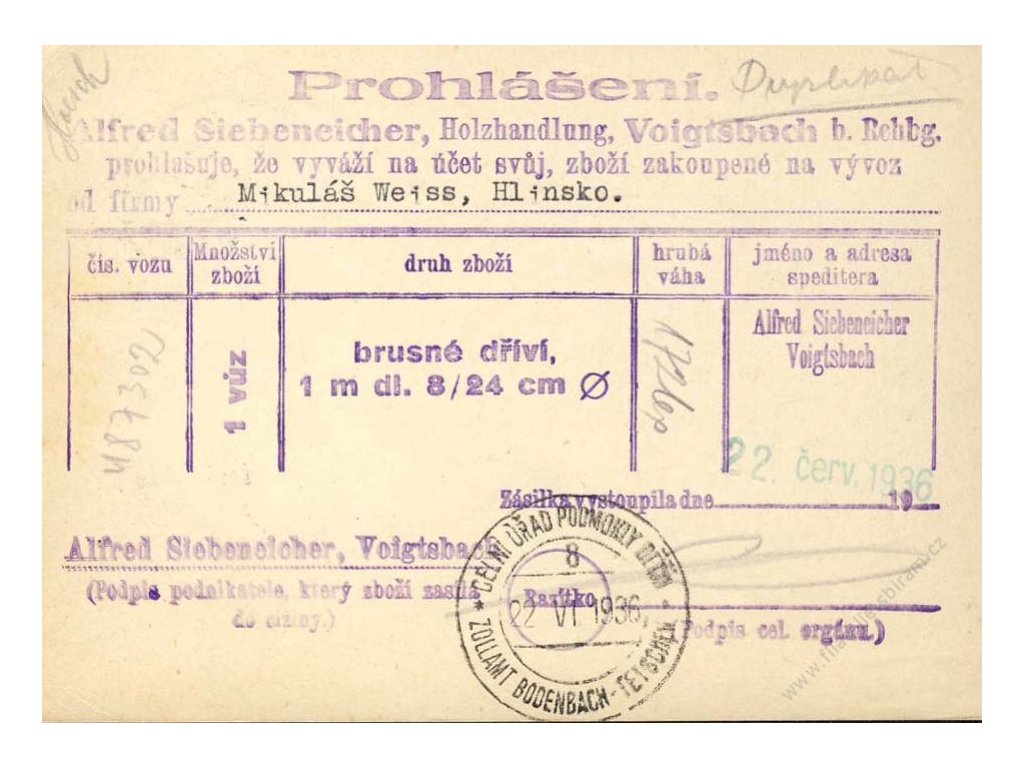 Prohlášení. Duplikát
Alfred Siebeneicher, Holzhandlung, Voigtsbach b. Rchbg.
prohlašuje, že vyváží na účet svůj, zboží zakoupené na vývoz
od firmy Mikuláš Weiss, Hlinsko.
čís. vozu
Množství zboží
druh zboží
hrubá váha
jméno a adresa speditera
487302
1 vůz
brusné dříví,
1 m dl. 8/24 cm Ø
Alfred Siebeneicher
Voigtsbach
22. červ. 1936
Zásilka vystoupila dne 19
Alfred Siebeneicher, Voigtsbach
(Podpis podnikatele, který zboží zasílá
do ciziny.)
Razítko
(Podpis cel. orgánu.)
CELNÍ ÚŘAD PODMOKLY DĚČÍN
8
22 VI. 1936
ZOLLAMT BODENBACH-TETSCHEN